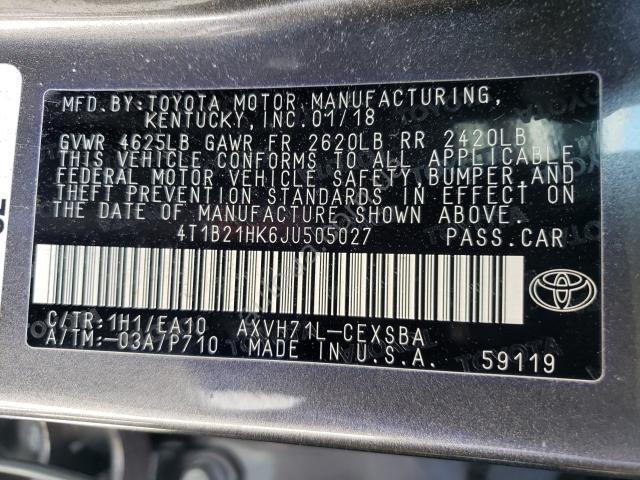 MFD.BY:TOYOTA MOTOR MANUFACTURING,
KENTUCKY, INC.01/18
GVWR 4625LB GAWR FR 2620LB RR 2420LB
THIS VEHICLE CONFORMS TO ALL APPLICABLE
FEDERAL MOTOR VEHICLE SAFETY, BUMPER,AND
THEFT PREVENTION STANDARDS IN EFFECT ON
THE DATE OF MANUFACTURE SHOWN ABOVE.
4T1B21HK6JU505027 PASS.CAR
C/TR:1H1/EA10 AXVH71L-CEXSBA
A/TM:-03A/P710 MADE IN U.S.A. 59119